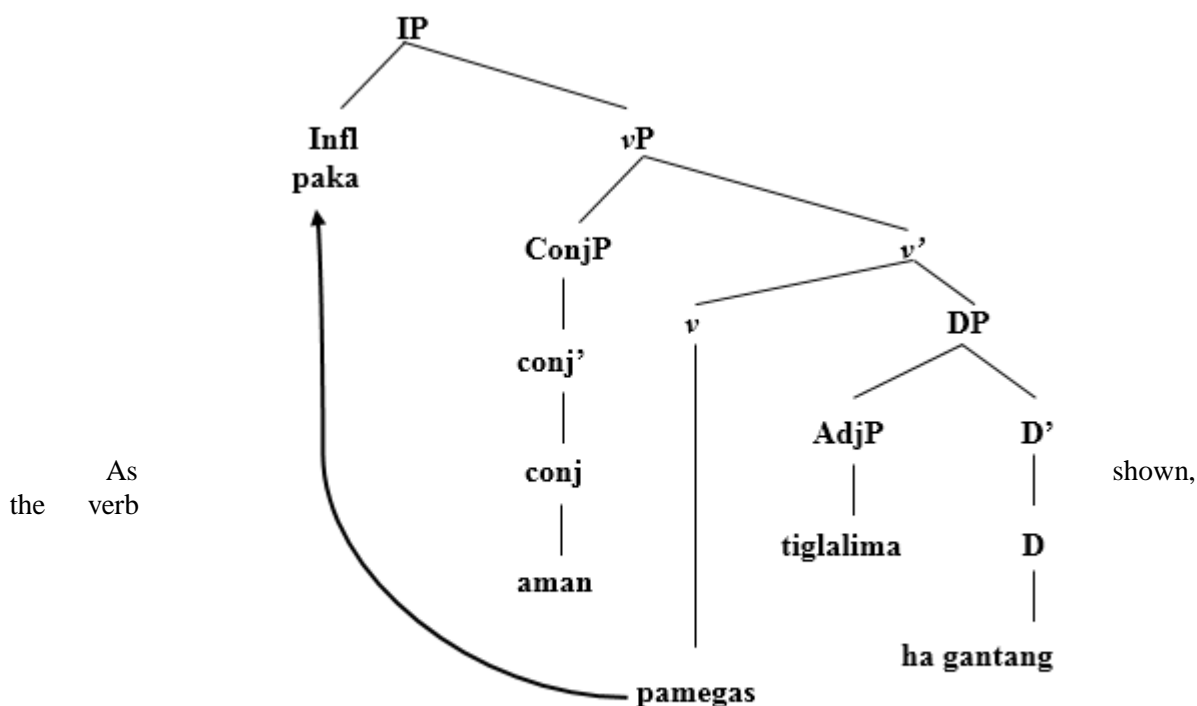 IP
Infl vP
paka
ConjP v’
v DP
conj’
AdjP D’
conj
As shown,
the verb
tiglalima D
aman
ha gantang
pamegas